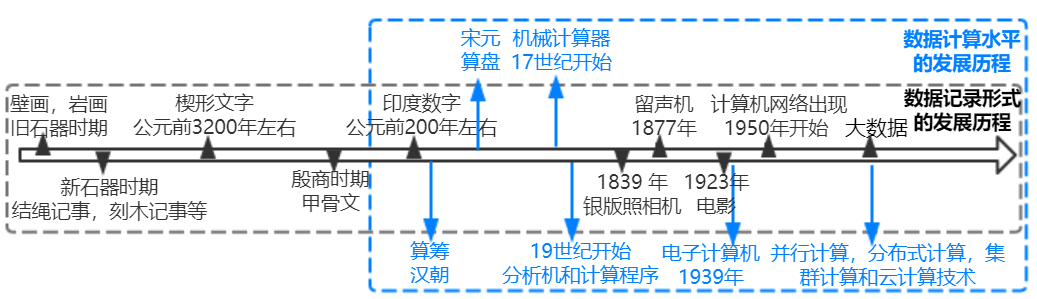 宋元 机械计算器
算盘 17世纪开始
数据计算水平
的发展历程
壁画，岩画
旧石器时期
楔形文字
公元前3200年左右
印度数字
公元前200年左右
留声机
1877年
计算机网络出现
1950年开始
大数据
数据记录形式
的发展历程
新石器时期
结绳记事，刻木记事等
殷商时期
甲骨文
1839 年
银版照相机
1923年
电影
算筹
汉朝
19世纪开始
分析机和计算程序
电子计算机
1939年
并行计算，分布式计算，集
群计算和云计算技术